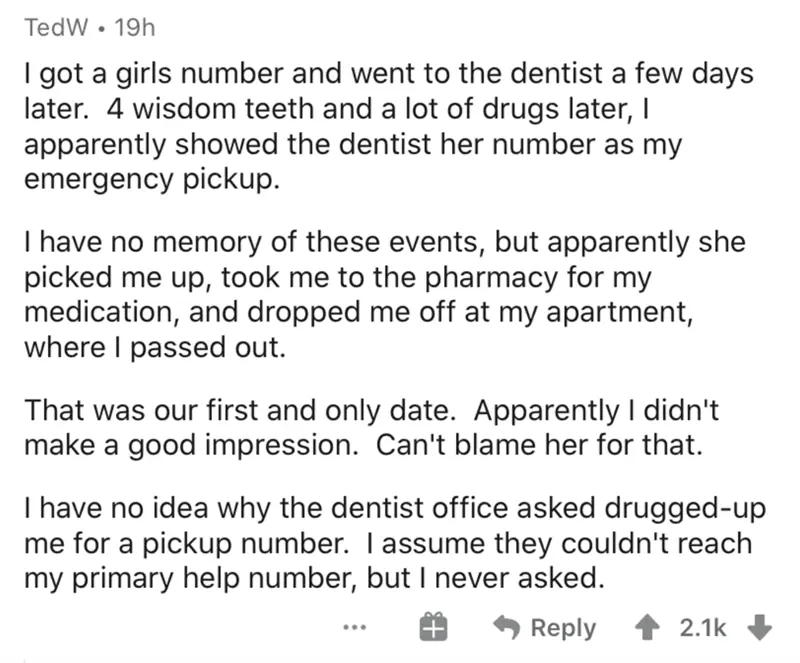 TedW • 19h
I got a girls number and went to the dentist a few days
later.  4 wisdom teeth and a lot of drugs later, I
apparently showed the dentist her number as my
emergency pickup.
I have no memory of these events, but apparently she
picked me up, took me to the pharmacy for my
medication, and dropped me off at my apartment,
where I passed out.
That was our first and only date.  Apparently I didn't
make a good impression.  Can't blame her for that.
I have no idea why the dentist office asked drugged-up
me for a pickup number.  I assume they couldn't reach
my primary help number, but I never asked.
... Reply 2.1k